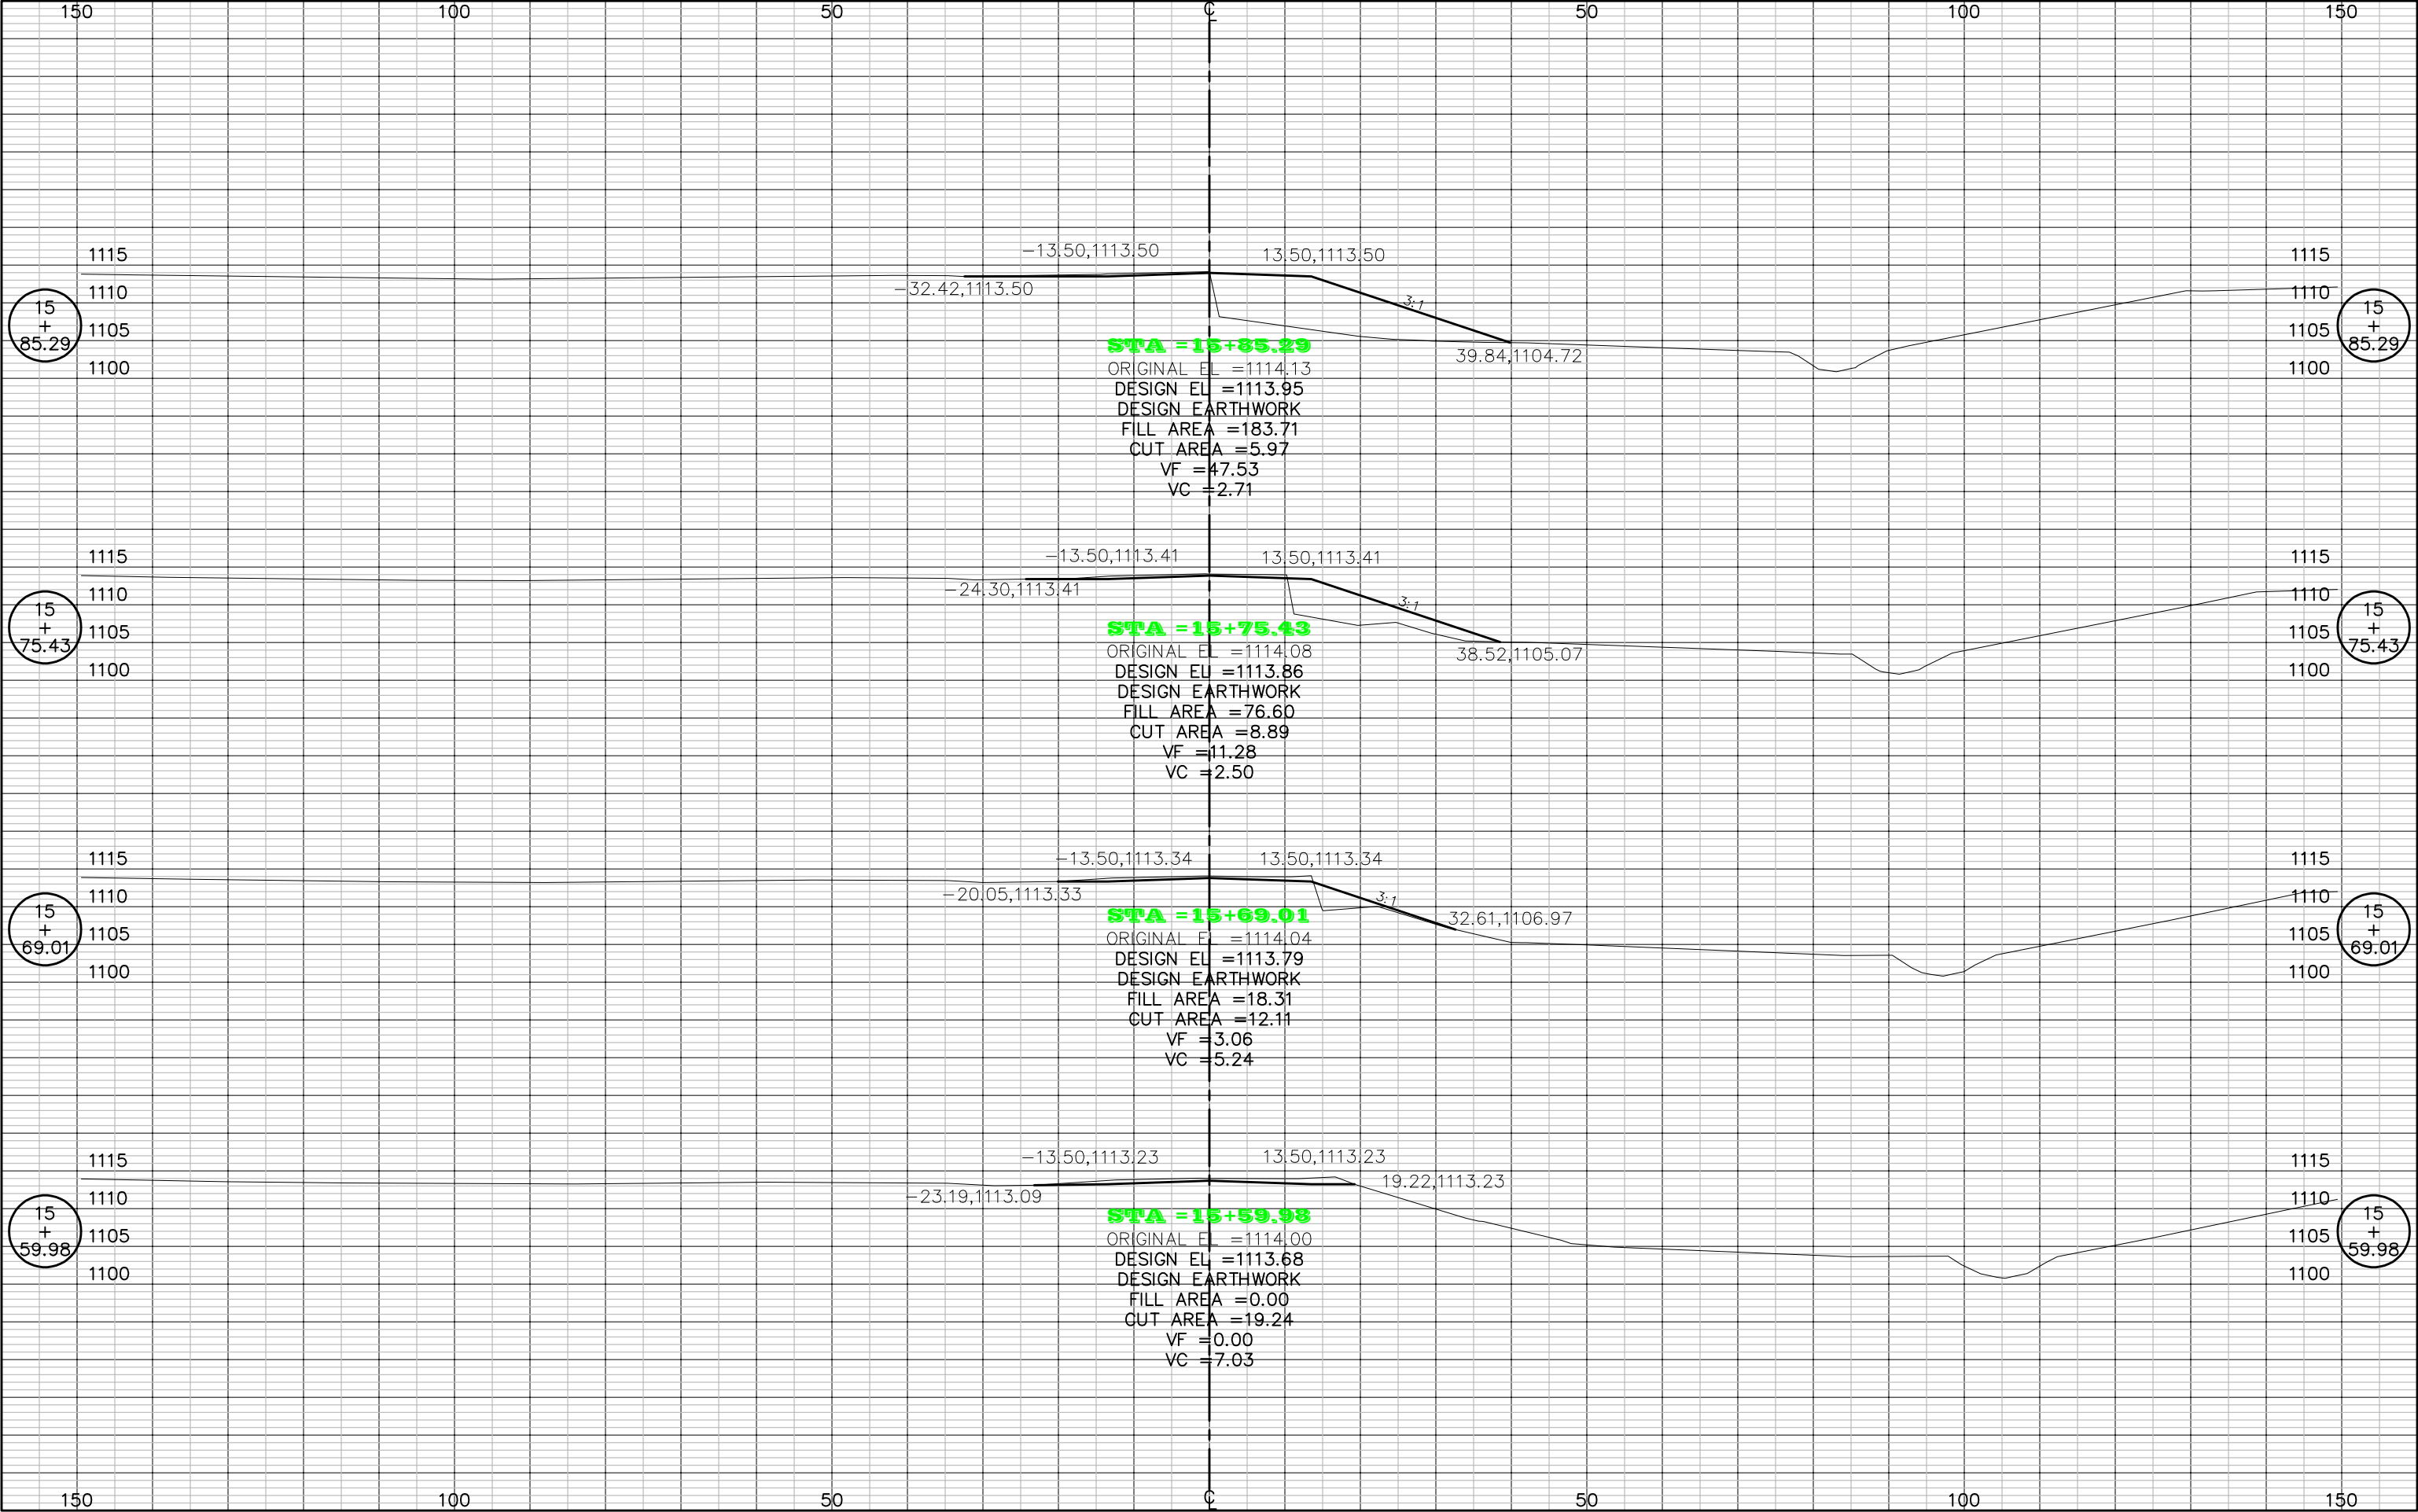 150 100 50 ℄ 50 100 150
-13.50,1113.50 13.50,1113.50
1115 1115
-32.42,1113.50
1110 1110
3:1
15 + 85.29
15 + 85.29
1105 1105
39.84,1104.72
1100 1100
STA =15+85.29
ORIGINAL EL =1114.13
DESIGN EL =1113.95
DESIGN EARTHWORK
FILL AREA =183.71
CUT AREA =5.97
VF =47.53
VC =2.71
-13.50,1113.41 13.50,1113.41
1115 1115
-24.30,1113.41
1110 1110
3:1
15 + 75.43
15 + 75.43
1105 1105
38.52,1105.07
1100 1100
STA =15+75.43
ORIGINAL EL =1114.08
DESIGN EL =1113.86
DESIGN EARTHWORK
FILL AREA =76.60
CUT AREA =8.89
VF =11.28
VC =2.50
-13.50,1113.34 13.50,1113.34
1115 1115
-20.05,1113.33
1110 1110
3:1
32.61,1106.97
15 + 69.01
15 + 69.01
1105 1105
1100 1100
STA =15+69.01
ORIGINAL EL =1114.04
DESIGN EL =1113.79
DESIGN EARTHWORK
FILL AREA =18.31
CUT AREA =12.11
VF =3.06
VC =5.24
-13.50,1113.23 13.50,1113.23
1115 1115
19.22,1113.23
-23.19,1113.09
1110 1110
15 + 59.98
15 + 59.98
1105 1105
1100 1100
STA =15+59.98
ORIGINAL EL =1114.00
DESIGN EL =1113.68
DESIGN EARTHWORK
FILL AREA =0.00
CUT AREA =19.24
VF =0.00
VC =7.03
150 100 50 ℄ 50 100 150